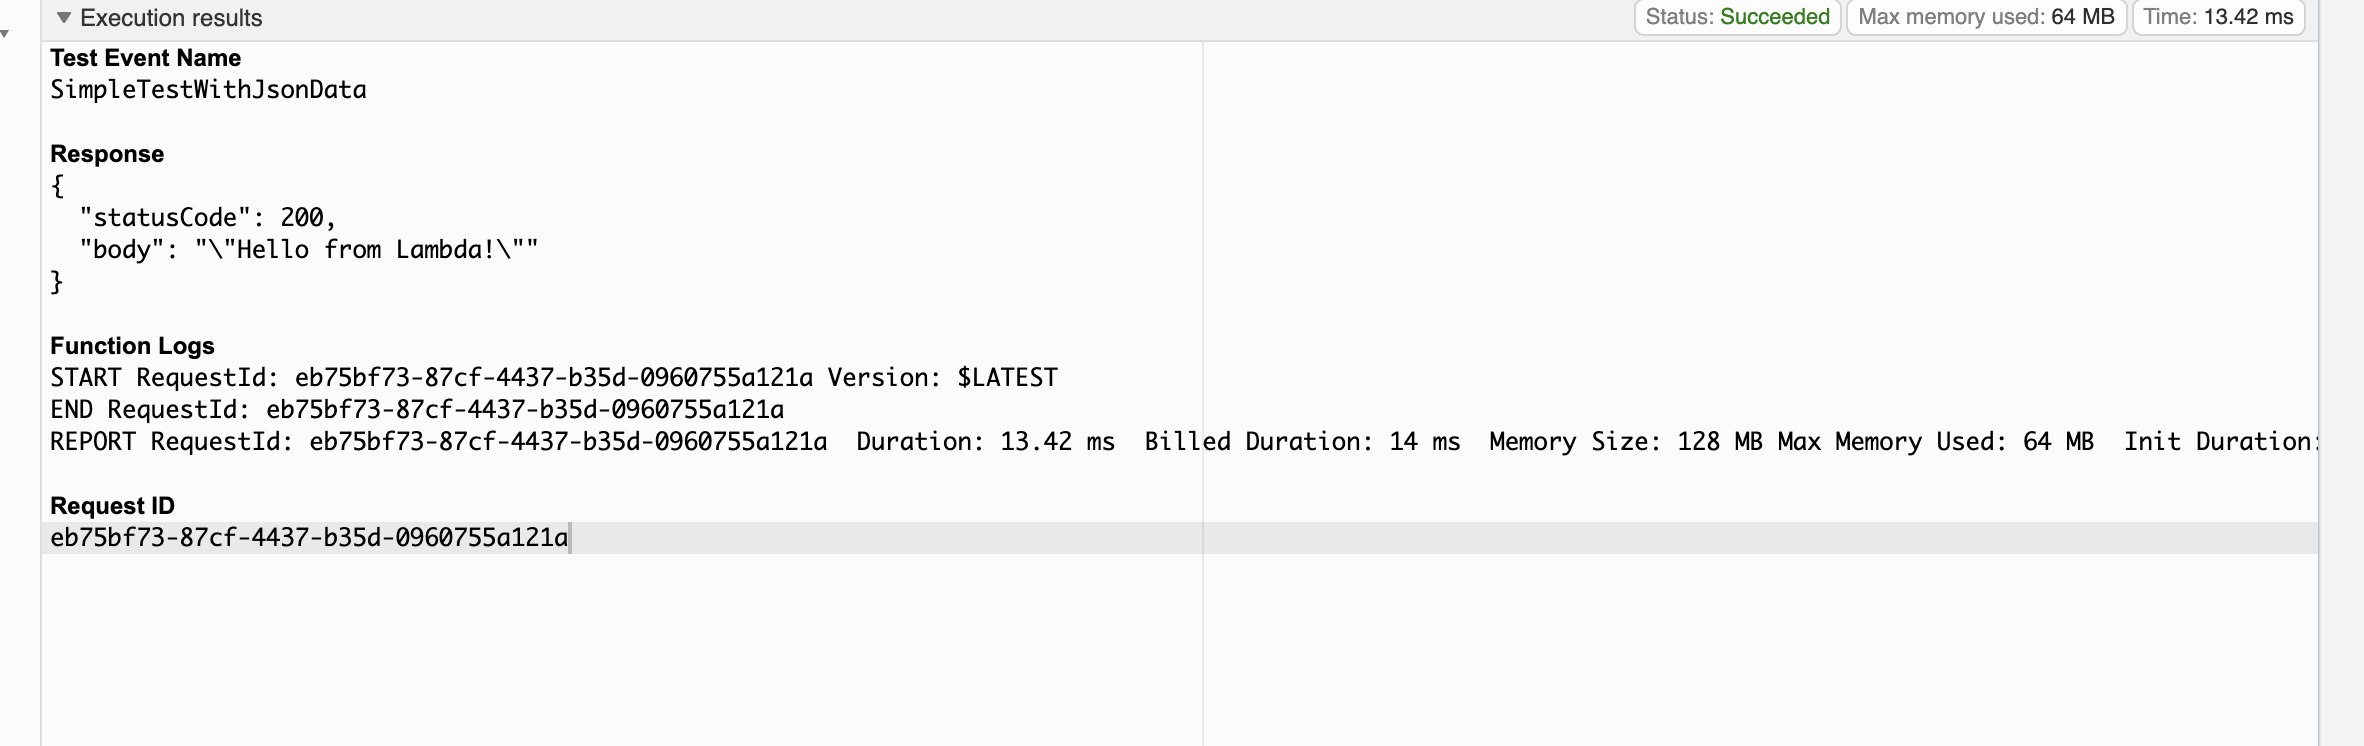 Execution results
Status: Succeeded
Max memory used: 64 MB
Time: 13.42 ms
Test Event Name
SimpleTestWithJsonData
Response
{
  "statusCode": 200,
  "body": "\"Hello from Lambda!\""
}
Function Logs
START RequestId: eb75bf73-87cf-4437-b35d-0960755a121a Version: $LATEST
END RequestId: eb75bf73-87cf-4437-b35d-0960755a121a
REPORT RequestId: eb75bf73-87cf-4437-b35d-0960755a121a  Duration: 13.42 ms  Billed Duration: 14 ms  Memory Size: 128 MB Max Memory Used: 64 MB  Init Duration:
Request ID
eb75bf73-87cf-4437-b35d-0960755a121a